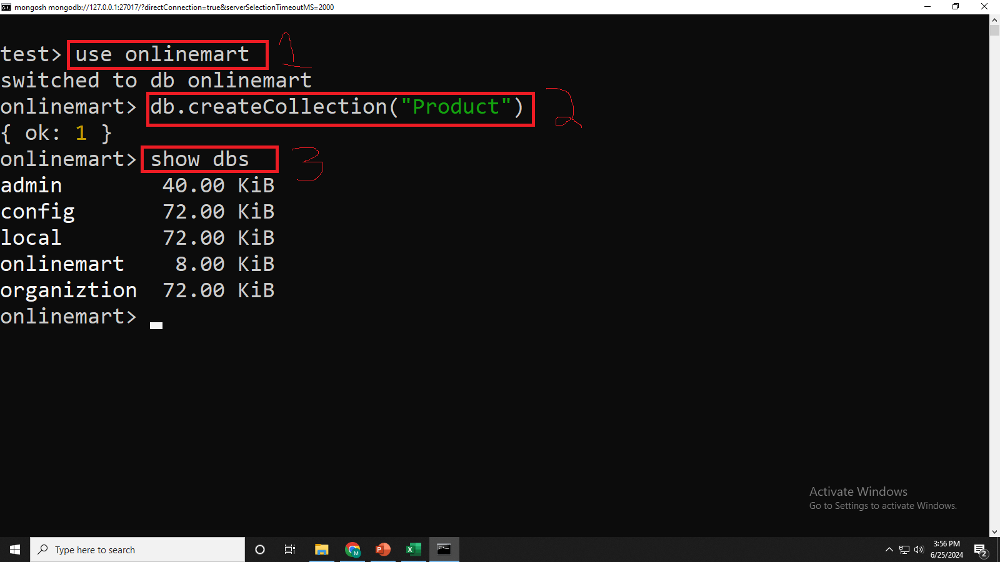 mongosh mongodb://127.0.0.1:27017/?directConnection=true&serverSelectionTimeoutMS=2000
test> use onlinemart 1
switched to db onlinemart
onlinemart> db.createCollection("Product") 2
{ ok: 1 }
onlinemart> show dbs 3
admin 40.00 KiB
config 72.00 KiB
local 72.00 KiB
onlinemart 8.00 KiB
organiztion 72.00 KiB
onlinemart>
Activate Windows
Go to Settings to activate Windows.
Type here to search
3:56 PM
6/25/2024
2